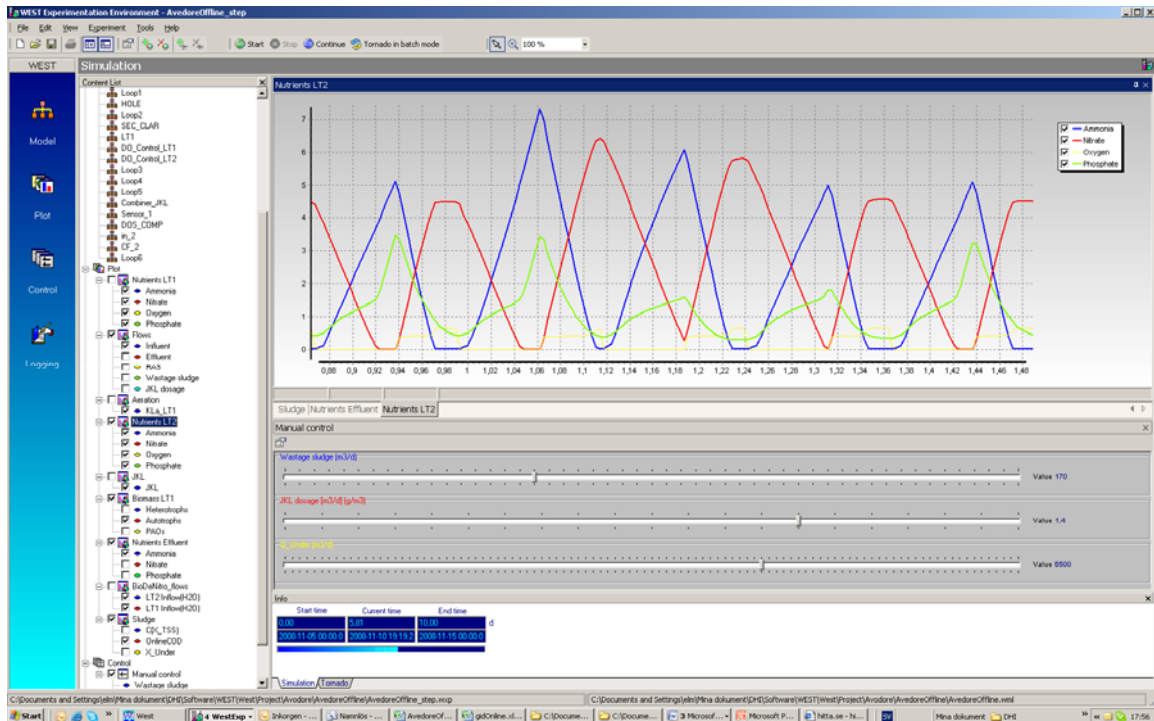 WEST Experimentation Environment - AvedoreOffline_step
File Edit View Experiment Tools Help
Start Stop Continue Tornado in batch mode 100 %
WEST
Simulation
Model
Plot
Control
Logging
Content List
Loop1
HOLE
Loop2
SEC_CLAR
LT1
DO_Control_LT1
DO_Control_LT2
Loop3
Loop4
Loop5
Combiner_JKL
Sensor_1
DOS_COMP
in_2
CF_2
Loop6
Plot
Nutrients LT1
Ammonia
Nitrate
Oxygen
Phosphate
Flows
Influent
Effluent
RAS
Wastage sludge
JKL dosage
Aeration
KLa_LT1
Nutrients LT2
Ammonia
Nitrate
Oxygen
Phosphate
JKL
JKL
Biomass LT1
Heterotrophs
Autotrophs
PAOs
Nutrients Effluent
Ammonia
Nitrate
Phosphate
BioDeNitro_flows
LT2 Inflow(H2O)
LT1 Inflow(H2O)
Sludge
C(X_TSS)
OnlineCOD
X_Under
Control
Manual control
Wastage sludge
Nutrients LT2
7
6
5
4
3
2
1
0
0,88 0,9 0,92 0,94 0,96 0,98 1 1,02 1,04 1,06 1,08 1,1 1,12 1,14 1,16 1,18 1,2 1,22 1,24 1,26 1,28 1,3 1,32 1,34 1,36 1,38 1,4 1,42 1,44 1,46 1,48
Ammonia
Nitrate
Oxygen
Phosphate
Sludge Nutrients Effluent Nutrients LT2
Manual control
Wastage sludge (m3/d)
Value 170
JKL dosage [m3/d] (g/m3)
Value 1,4
Q_Under (m3/d)
Value 6600
Info
Start time Current time End time
0,00 5,81 10,00 d
2008-11-05 00:00:0 2008-11-10 19:19:2 2008-11-15 00:00:0
Simulation Tornado
C:\Documents and Settings\elm\Mina dokument\DHI\Software\WEST\West\Project\Avodore\AvedoreOffline\AvedoreOffline_step.wxp
C:\Documents and Settings\elm\Mina dokument\DHI\Software\WEST\West\Project\Avodore\AvedoreOffline\AvedoreOffline.wml
Start West 4 WestExp Inkorgen - ... Namnlös - ... AvedoreOf... gidOnline.xl... C:\Docume... C:\Docume... 3 Microsof... Microsoft P... hitta.se - hi... SV Mina dokument DHI 17:56